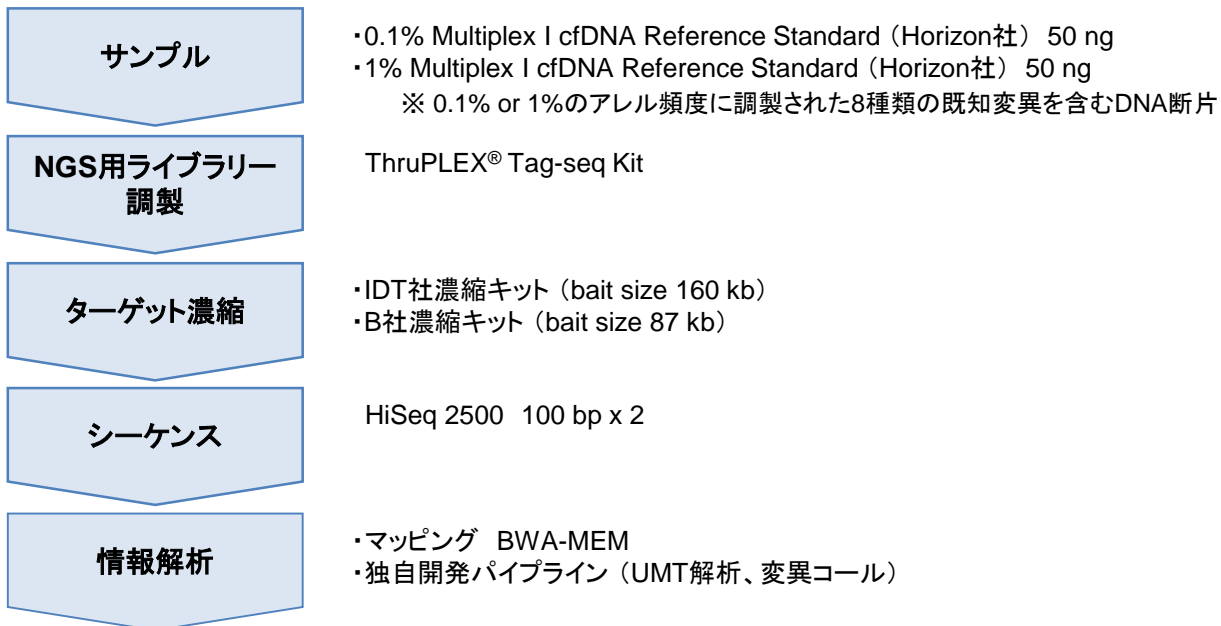 サンプル
・0.1% Multiplex I cfDNA Reference Standard （Horizon社） 50 ng
・1% Multiplex I cfDNA Reference Standard （Horizon社） 50 ng
※ 0.1% or 1%のアレル頻度に調製された8種類の既知変異を含むDNA断片
NGS用ライブラリー
調製
ThruPLEX® Tag-seq Kit
ターゲット濃縮
・IDT社濃縮キット （bait size 160 kb）
・B社濃縮キット （bait size 87 kb）
シーケンス
HiSeq 2500 100 bp x 2
情報解析
・マッピング BWA-MEM
・独自開発パイプライン （UMT解析、変異コール）